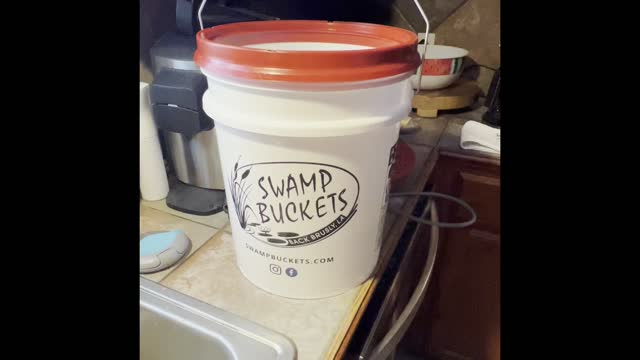 SWAMP
BUCKETS
BACK BRUSLY, LA
SWAMPBUCKETS.COM